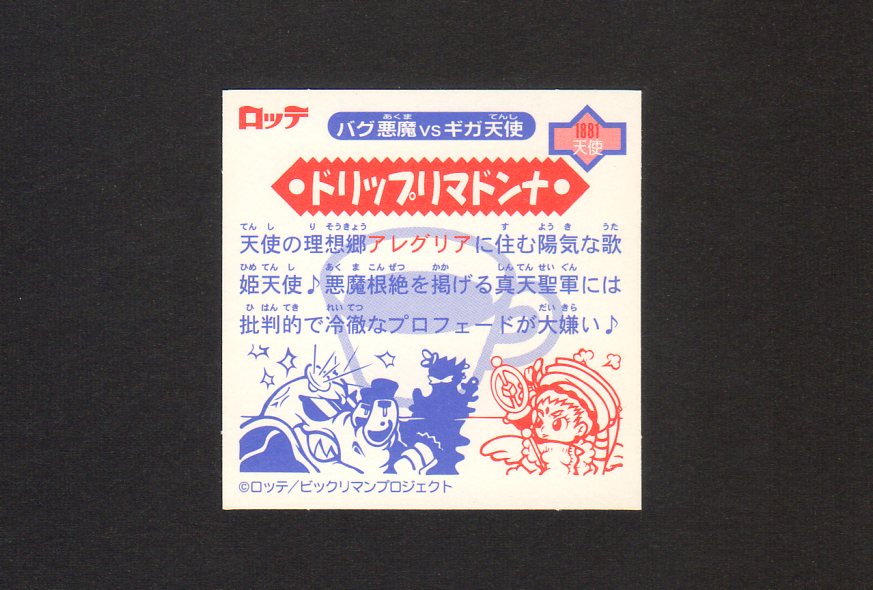 ロッテ
バグ悪魔vsギガ天使
あくま てんし
1881
天使
ドリップリマドンナ
てんし りそうきょう す ようき うた
天使の理想郷アレグリアに住む陽気な歌
ひめてんし あくまこんぜつ かか しんてんせいぐん
姫天使♪悪魔根絶を掲げる真天聖軍には
ひはんてき れいてつ だいきら
批判的で冷徹なプロフェードが大嫌い♪
©ロッテ/ビックリマンプロジェクト